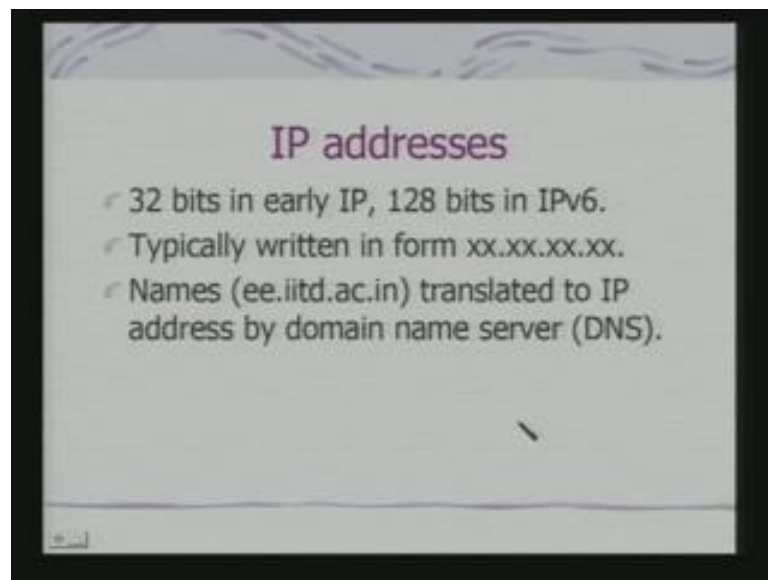 IP addresses
32 bits in early IP, 128 bits in IPv6.
Typically written in form xx.xx.xx.xx.
Names (ee.iitd.ac.in) translated to IP
address by domain name server (DNS).